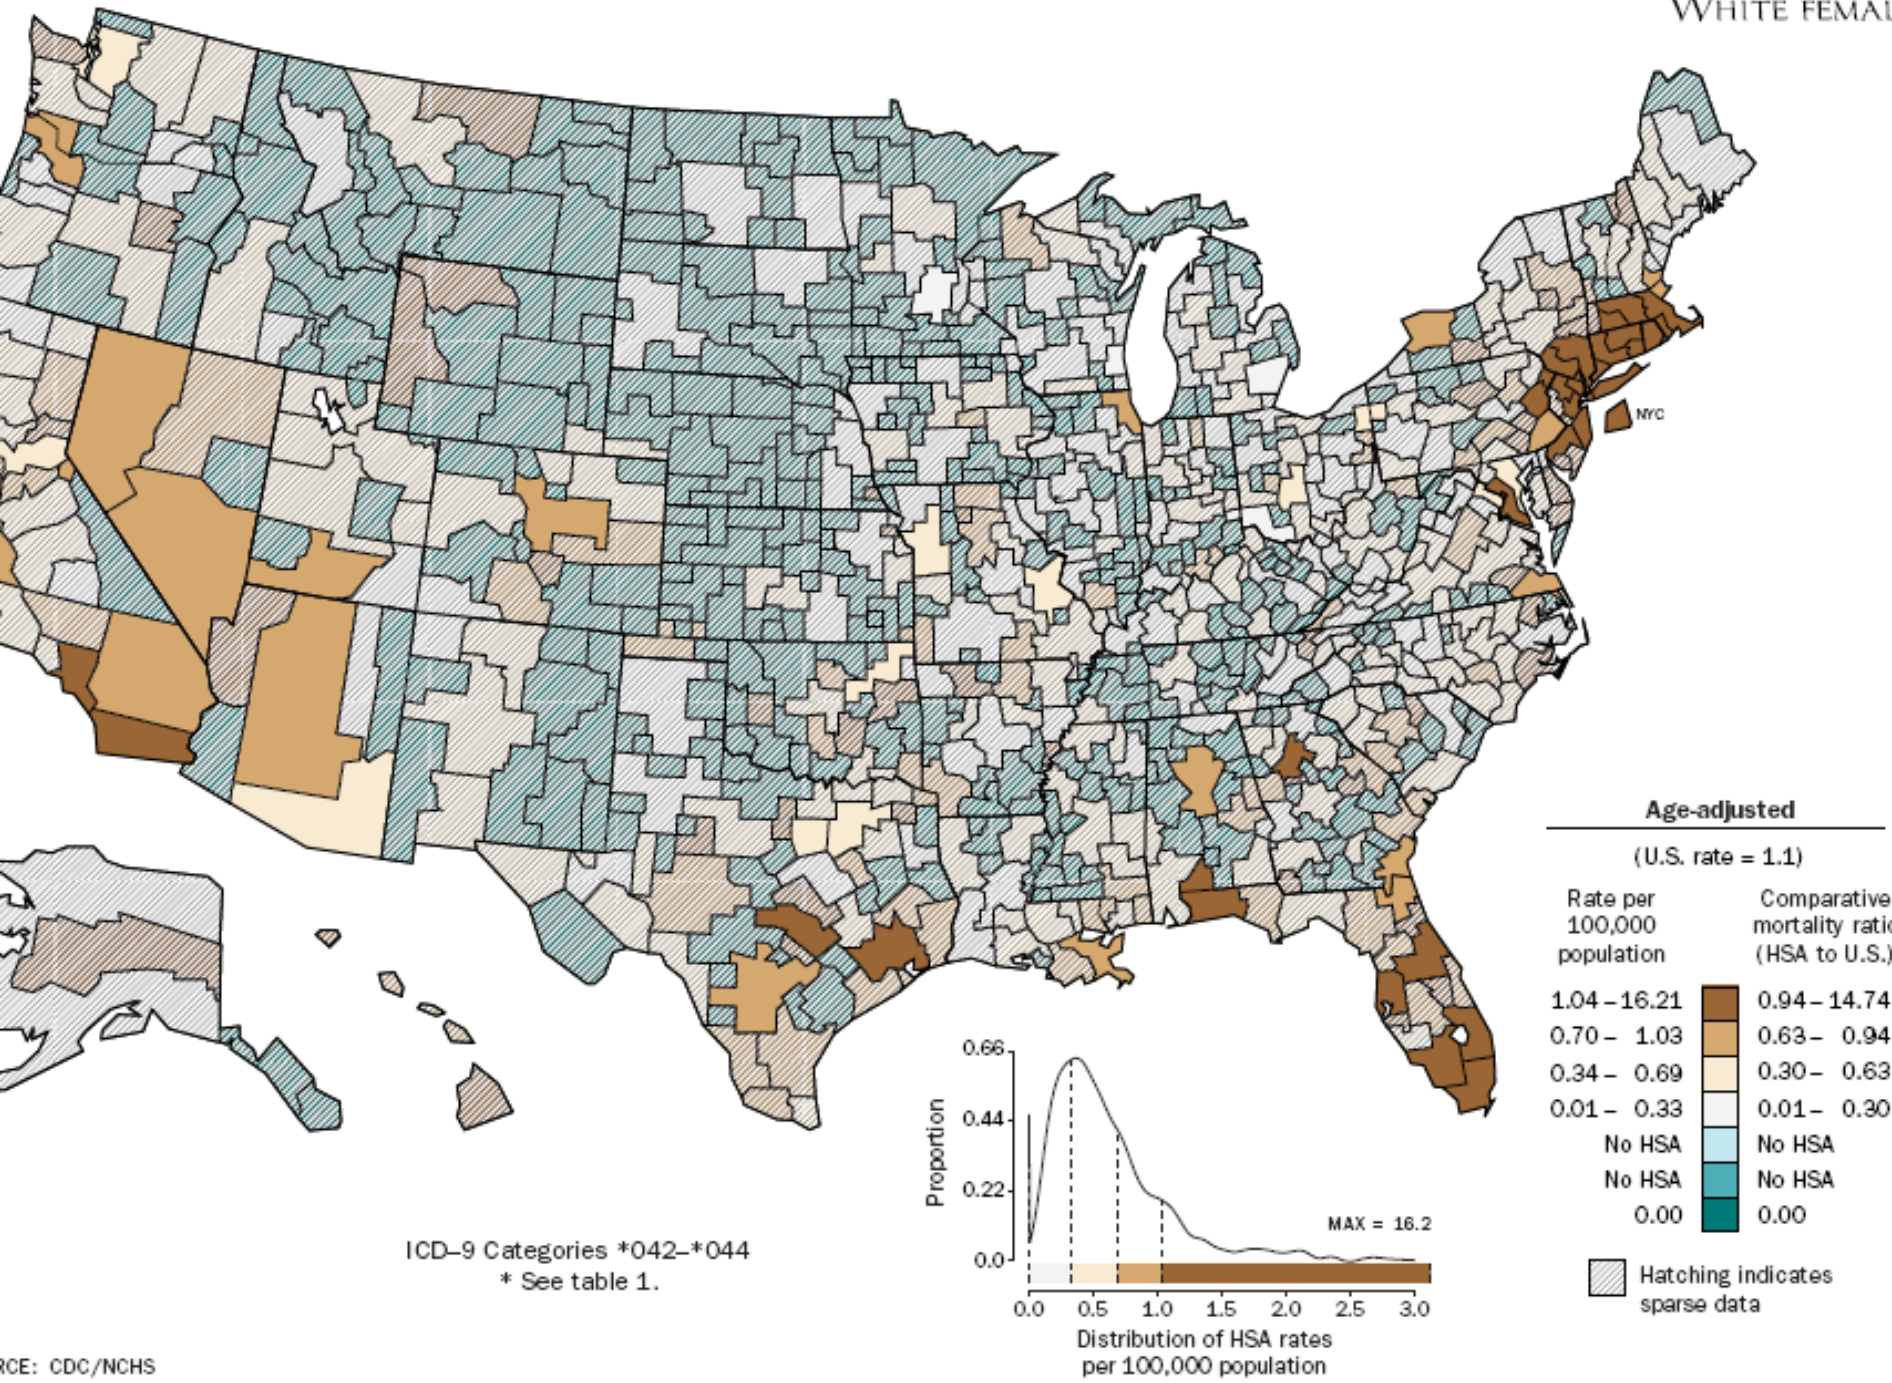 WHITE FEMAL
NYC
Age-adjusted
(U.S. rate = 1.1)
Rate per
100,000
population
Comparative
mortality ratio
(HSA to U.S.)
1.04 – 16.21 0.94 – 14.74
0.70 – 1.03 0.63 – 0.94
0.34 – 0.69 0.30 – 0.63
0.01 – 0.33 0.01 – 0.30
No HSA No HSA
No HSA No HSA
0.00 0.00
Hatching indicates
sparse data
Proportion
0.66
0.44
0.22
0.0
MAX = 16.2
0.0 0.5 1.0 1.5 2.0 2.5 3.0
Distribution of HSA rates
per 100,000 population
ICD–9 Categories *042–*044
* See table 1.
RCE: CDC/NCHS